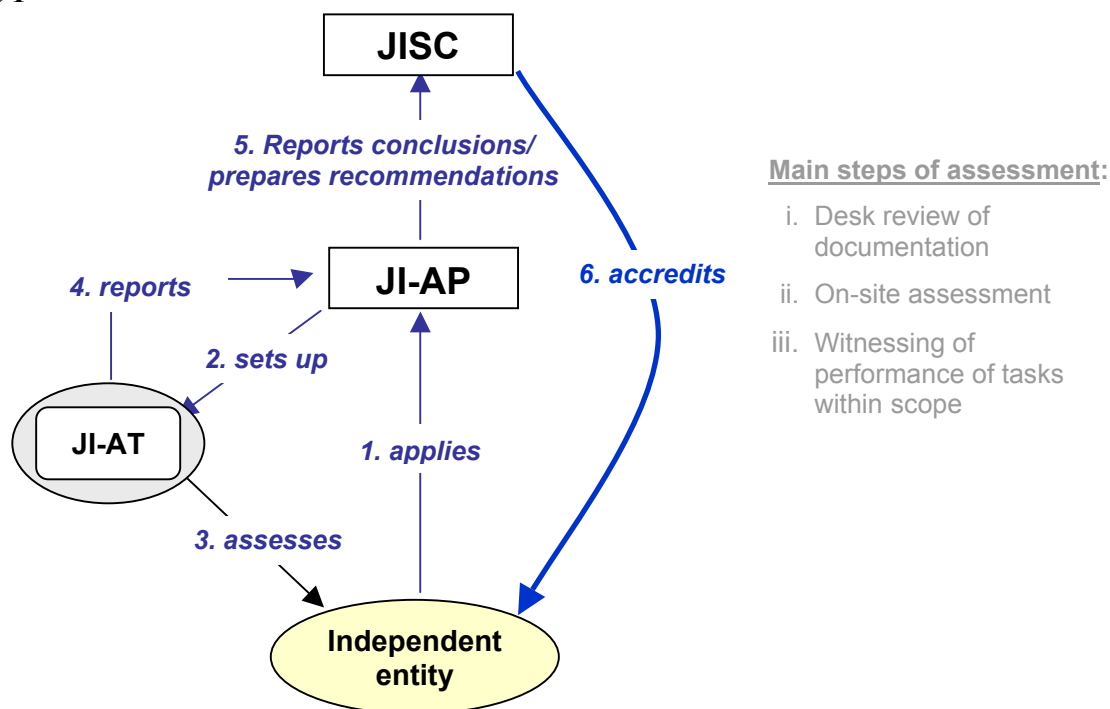 JISC
5. Reports conclusions/
prepares recommendations
Main steps of assessment:
i. Desk review of
documentation
ii. On-site assessment
iii. Witnessing of
performance of tasks
within scope
JI-AP
6. accredits
4. reports
2. sets up
JI-AT
1. applies
3. assesses
Independent
entity